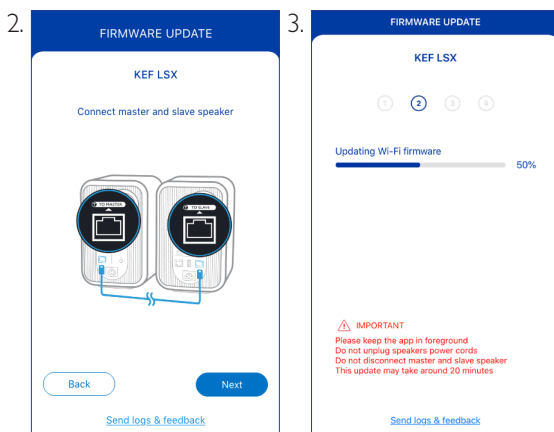 2.
FIRMWARE UPDATE
KEF LSX
Connect master and slave speaker
TO MASTER
TO SLAVE
Back
Next
Send logs & feedback
3.
FIRMWARE UPDATE
KEF LSX
1 2 3 4
Updating Wi-Fi firmware
50%
IMPORTANT
Please keep the app in foreground
Do not unplug speakers power cords
Do not disconnect master and slave speaker
This update may take around 20 minutes
Send logs & feedback